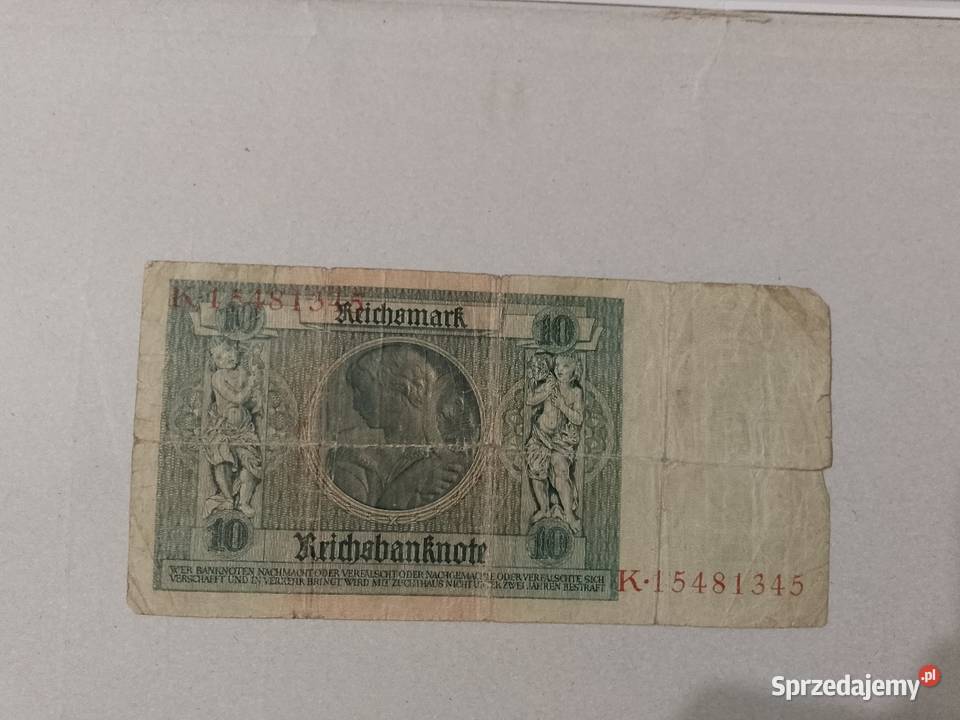 K·15481345
Reichsmark
10 10
10 10
Reichsbanknote
WER BANKNOTEN NACHMACHT ODER VERFÄLSCHT ODER NACHGEMACHTE ODER VERFÄLSCHTE SICH
VERSCHAFFT UND IN VERKEHR BRINGT WIRD MIT ZUCHTHAUS NICHT UNTER ZWEI JAHREN BESTRAFT
K·15481345
Sprzedajemy.pl